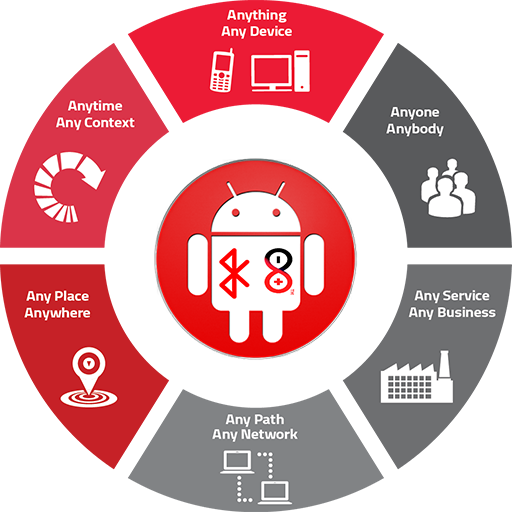 Anything
Any Device
Anyone
Anybody
Any Service
Any Business
Any Path
Any Network
Any Place
Anywhere
Anytime
Any Context